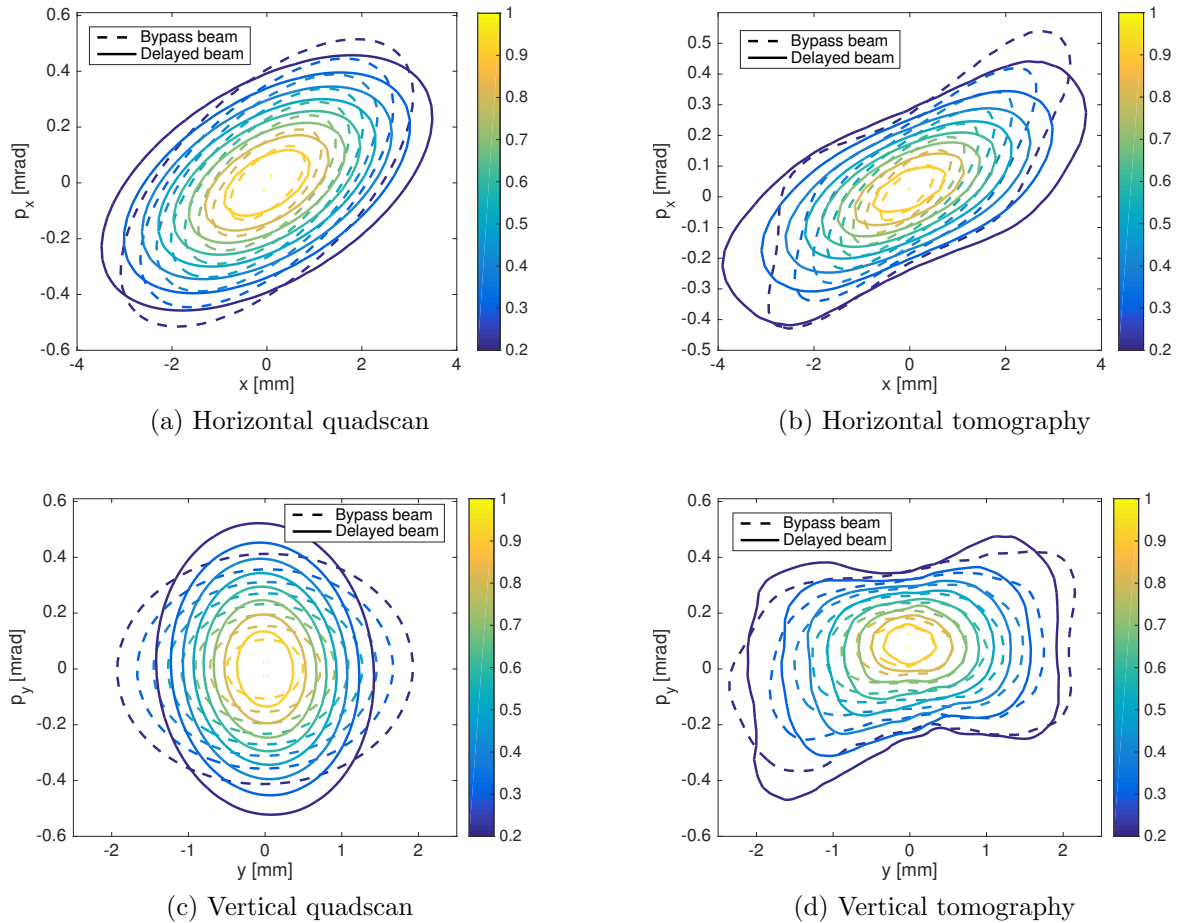 Bypass beam
Delayed beam
p_x [mrad]
0.6
0.4
0.2
0
-0.2
-0.4
-0.6
-4 -2 0 2 4
x [mm]
1
0.9
0.8
0.7
0.6
0.5
0.4
0.3
0.2
(a) Horizontal quadscan
Bypass beam
Delayed beam
p_x [mrad]
0.6
0.5
0.4
0.3
0.2
0.1
0
-0.1
-0.2
-0.3
-0.4
-0.5
-4 -2 0 2 4
x [mm]
1
0.9
0.8
0.7
0.6
0.5
0.4
0.3
0.2
(b) Horizontal tomography
Bypass beam
Delayed beam
p_y [mrad]
0.6
0.4
0.2
0
-0.2
-0.4
-0.6
-2 -1 0 1 2
y [mm]
1
0.9
0.8
0.7
0.6
0.5
0.4
0.3
0.2
(c) Vertical quadscan
Bypass beam
Delayed beam
p_y [mrad]
0.6
0.4
0.2
0
-0.2
-0.4
-0.6
-2 -1 0 1 2
y [mm]
1
0.9
0.8
0.7
0.6
0.5
0.4
0.3
0.2
(d) Vertical tomography